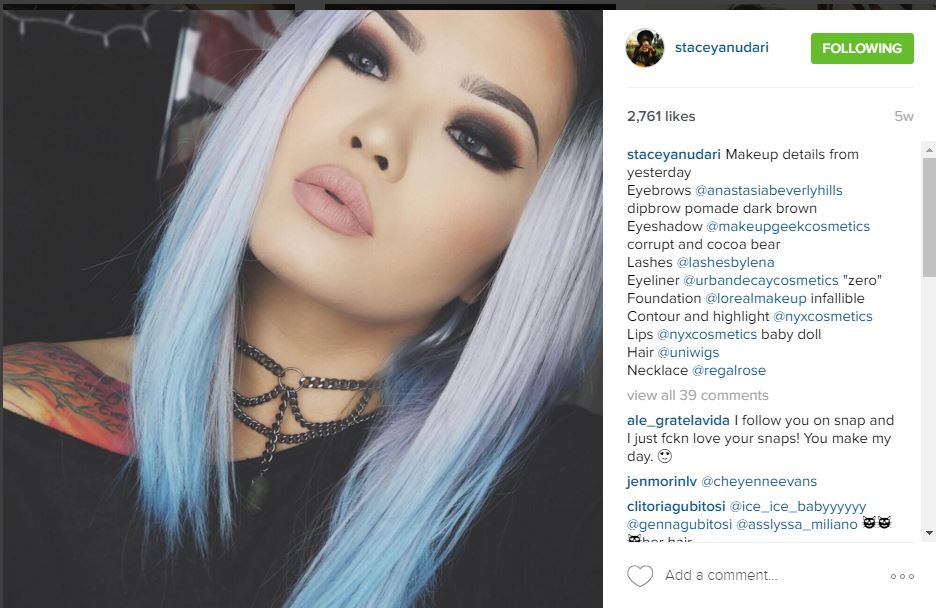 staceyanudari
FOLLOWING
2,761 likes
5w
staceyanudari Makeup details from
yesterday
Eyebrows @anastasiabeverlyhills
dipbrow pomade dark brown
Eyeshadow @makeupgeekcosmetics
corrupt and cocoa bear
Lashes @lashesbylena
Eyeliner @urbandecaycosmetics "zero"
Foundation @lorealmakeup infallible
Contour and highlight @nyxcosmetics
Lips @nyxcosmetics baby doll
Hair @uniwigs
Necklace @regalrose
view all 39 comments
ale_gratelavida I follow you on snap and
I just fckn love your snaps! You make my
day.
jenmorinlv @cheyenneevans
clitoriagubitosi @ice_ice_babyyyyyy
@gennagubitosi @asslyssa_miliano
her hair
Add a comment...